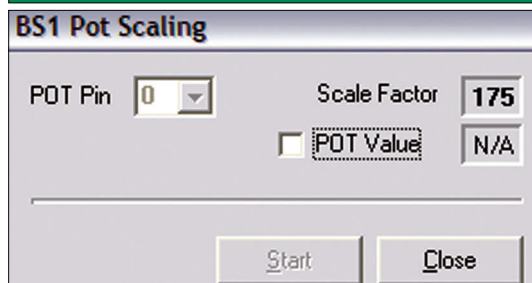 BS1 Pot Scaling
POT Pin 0 Scale Factor 175
POT Value N/A
Start Close